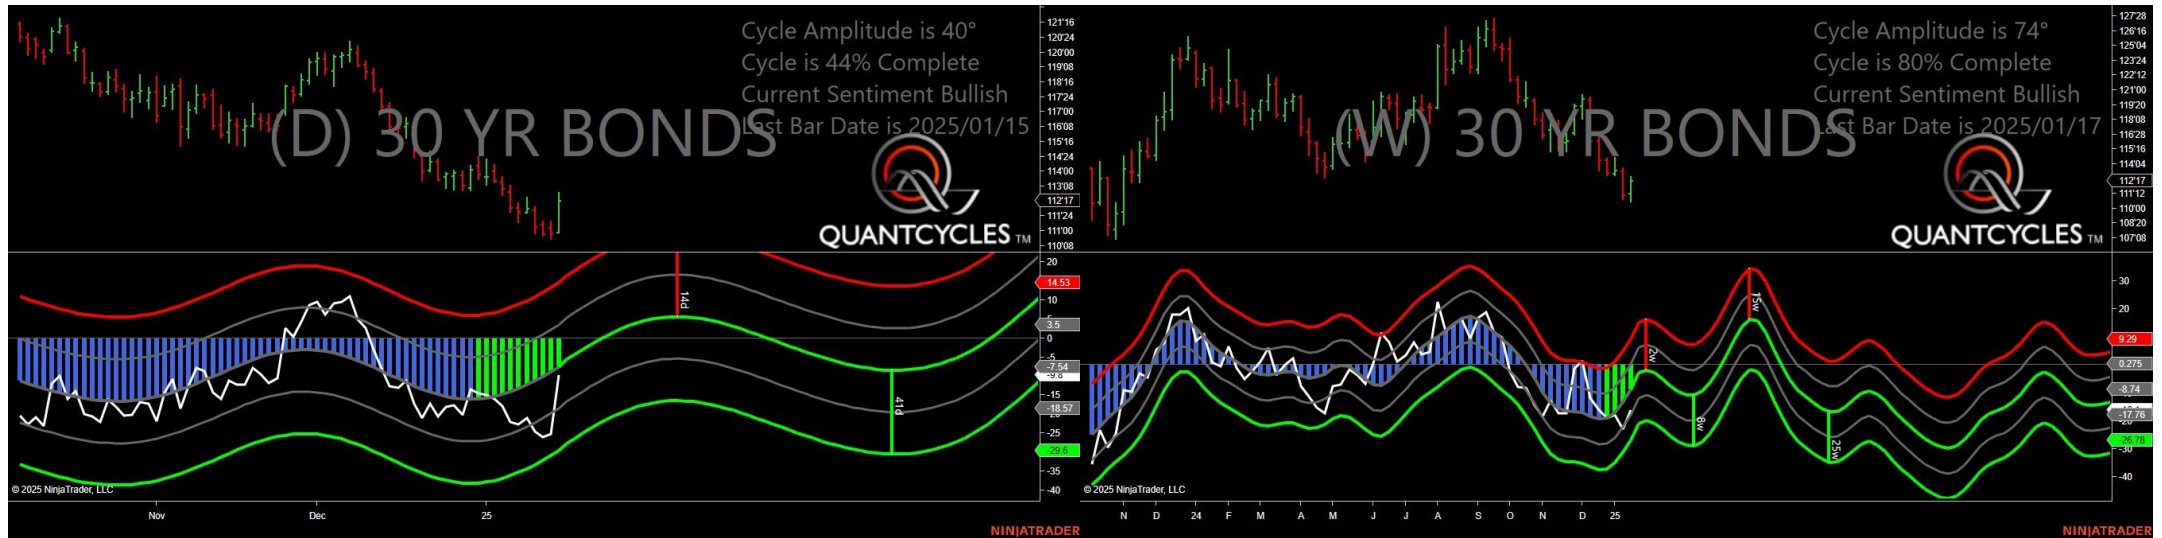 Cycle Amplitude is 40°
Cycle is 44% Complete
Current Sentiment Bullish
Last Bar Date is 2025/01/15
(D) 30 YR BONDS
QUANTCYCLES TM
121'16
120'24
120'00
119'08
118'16
117'24
117'00
116'08
115'16
114'24
114'00
113'08
112'17
111'24
111'00
110'08
20
14.53
10
3.5
0
-5
-7.54
-9.8
-15
-18.57
-25
-29.6
-35
-40
14d
41d
© 2025 NinjaTrader, LLC
Nov
Dec
25
NINJATRADER
Cycle Amplitude is 74°
Cycle is 80% Complete
Current Sentiment Bullish
Last Bar Date is 2025/01/17
(W) 30 YR BONDS
QUANTCYCLES TM
127'28
126'16
125'04
123'24
122'12
121'00
119'20
118'08
116'28
115'16
114'04
112'17
111'12
110'00
108'20
107'08
30
20
9.29
0.275
-8.74
-17.76
-20
-26.78
-30
-40
2w
8w
15w
25w
© 2025 NinjaTrader, LLC
N D 24 F M A M J J A S O N D 25
NINJATRADER